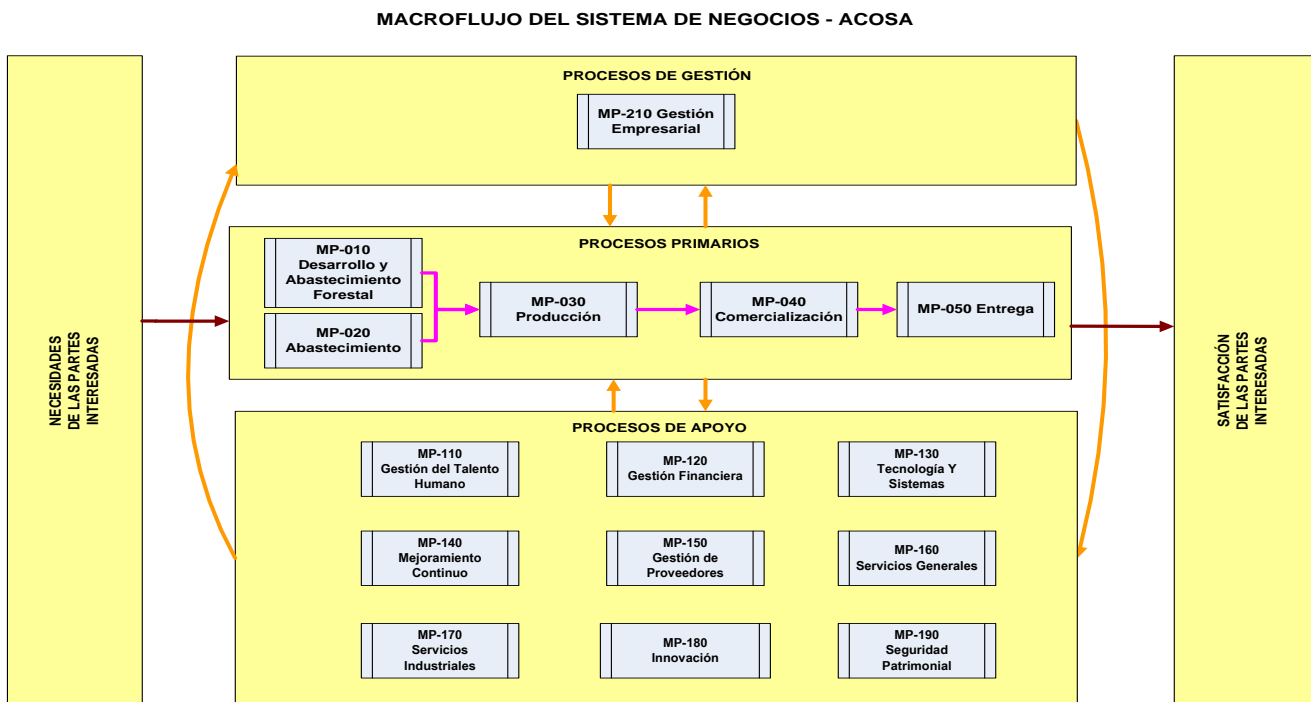 MACROFLUJO DEL SISTEMA DE NEGOCIOS - ACOSA
NECESIDADES
DE LAS PARTES
INTERESADAS
PROCESOS DE GESTIÓN
MP-210 Gestión
Empresarial
PROCESOS PRIMARIOS
MP-010
Desarrollo y
Abastecimiento
Forestal
MP-020
Abastecimiento
MP-030
Producción
MP-040
Comercialización
MP-050 Entrega
PROCESOS DE APOYO
MP-110
Gestión del Talento
Humano
MP-120
Gestión Financiera
MP-130
Tecnología Y
Sistemas
MP-140
Mejoramiento
Continuo
MP-150
Gestión de
Proveedores
MP-160
Servicios Generales
MP-170
Servicios
Industriales
MP-180
Innovación
MP-190
Seguridad
Patrimonial
SATISFACCIÓN
DE LAS PARTES
INTERESADAS